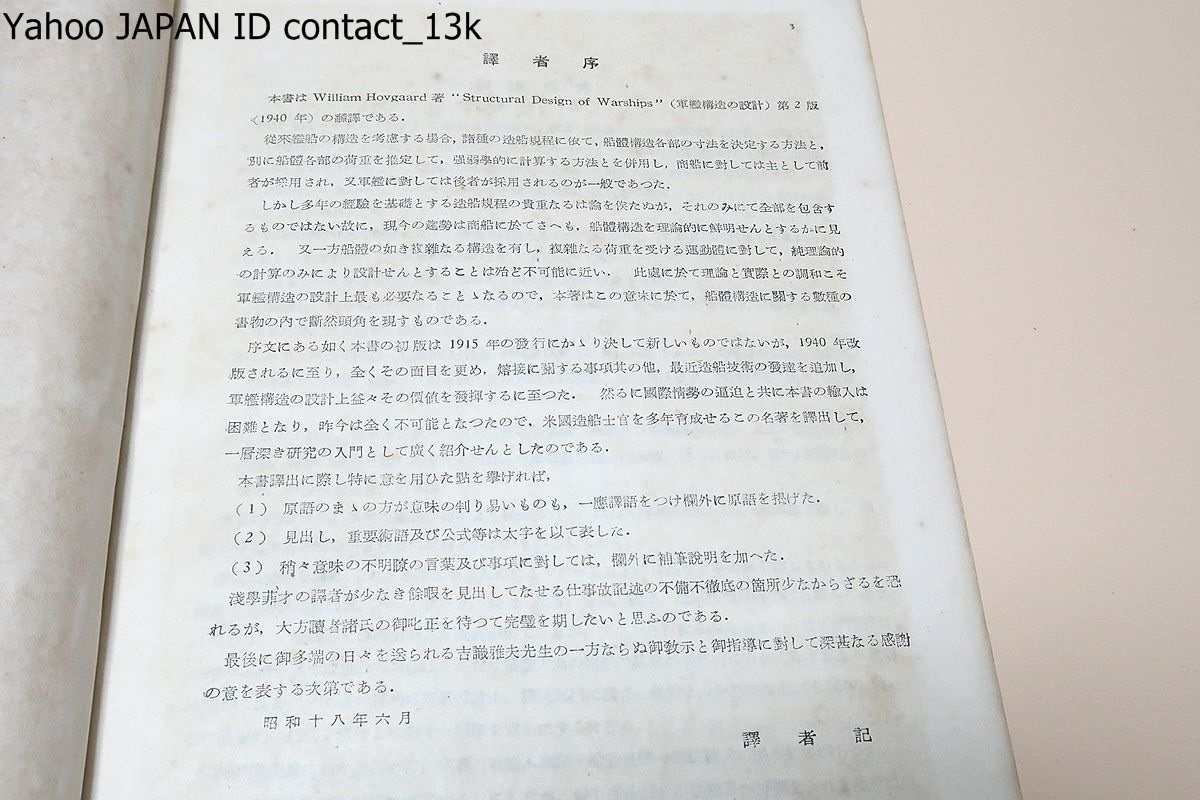 Yahoo JAPAN ID contact_13k
3
譯者序
本書は William Hovgaard 著 “Structural Design of Warships”（軍艦構造の設計）第2版
（1940 年）の飜譯である．
從來艦船の構造を考慮する場合，諸種の造船規程に依て，船體構造各部の寸法を決定する方法と，
別に船體各部の荷重を推定して，强弱學的に計算する方法とを併用し，商船に對しては主として前
者が採用され，又軍艦に對しては後者が採用されるのが一般であつた．
しかし多年の經驗を基礎とする造船規程の貴重なるは論を俟たぬが，それのみにて全部を包含す
るものではない故に，現今の趨勢は商船に於てさへも，船體構造を理論的に鮮明せんとするかに見
える．　又一方船體の如き複雜なる構造を有し，複雜なる荷重を受ける運動體に對して，純理論的
の計算のみにより設計せんとすることは殆ど不可能に近い．　此處に於て理論と實際との調和こそ
軍艦構造の設計上最も必要なることゝなるので，本著はこの意味に於て，船體構造に關する數種の
書物の內で斷然頭角を現すものである．
序文にある如く本書の初版は 1915 年の發行にかゝり決して新しいものではないが，1940 年改
版されるに至り，全くその面目を更め，熔接に關する事項其の他，最近造船技術の發達を追加し，
軍艦構造の設計上益々その價値を發揮するに至つた．　然るに國際情勢の逼迫と共に本書の輸入は
困難となり，昨今は全く不可能となつたので，米國造船士官を多年育成せるこの名著を譯出して，
一層深き研究の入門として廣く紹介せんとしたのである．
本書譯出に際し特に意を用ひた點を擧げれば，
（1） 原語のまゝの方が意味の判り易いものも，一應譯語をつけ欄外に原語を揭げた．
（2） 見出し，重要術語及び公式等は太字を以て表した．
（3） 稍々意味の不明瞭の言葉及び事項に對しては，欄外に補筆說明を加へた．
淺學非才の譯者が少なき餘暇を見出してなせる仕事故記述の不備不徹底の箇所少なからざるを恐
れるが，大方讀者諸氏の御叱正を待つて完璧を期したいと思ふのである．
最後に御多端の日々を送られる吉識雅夫先生の一方ならぬ御敎示と御指導に對して深甚なる感謝
の意を表する次第である．
昭和十八年六月
譯者記